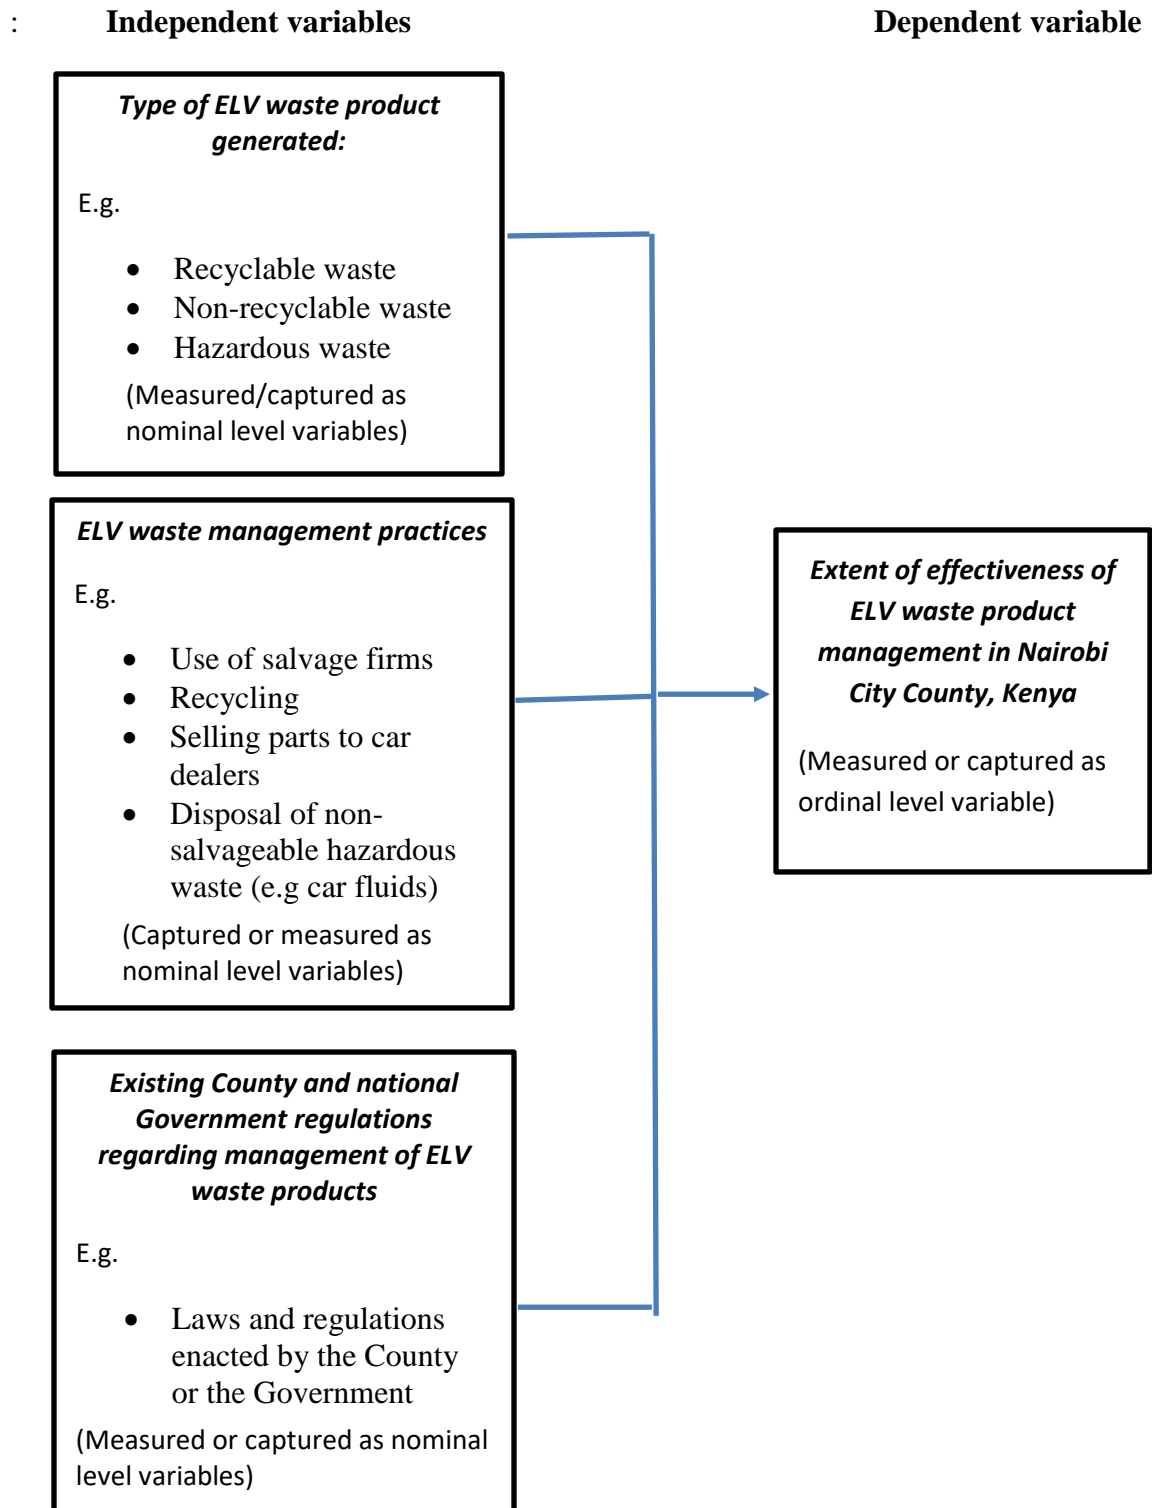 : Independent variables Dependent variable
Type of ELV waste product
generated:
E.g.
• Recyclable waste
• Non-recyclable waste
• Hazardous waste
(Measured/captured as
nominal level variables)
ELV waste management practices
E.g.
• Use of salvage firms
• Recycling
• Selling parts to car
dealers
• Disposal of non-
salvageable hazardous
waste (e.g car fluids)
(Captured or measured as
nominal level variables)
Existing County and national
Government regulations
regarding management of ELV
waste products
E.g.
• Laws and regulations
enacted by the County
or the Government
(Measured or captured as nominal
level variables)
Extent of effectiveness of
ELV waste product
management in Nairobi
City County, Kenya
(Measured or captured as
ordinal level variable)